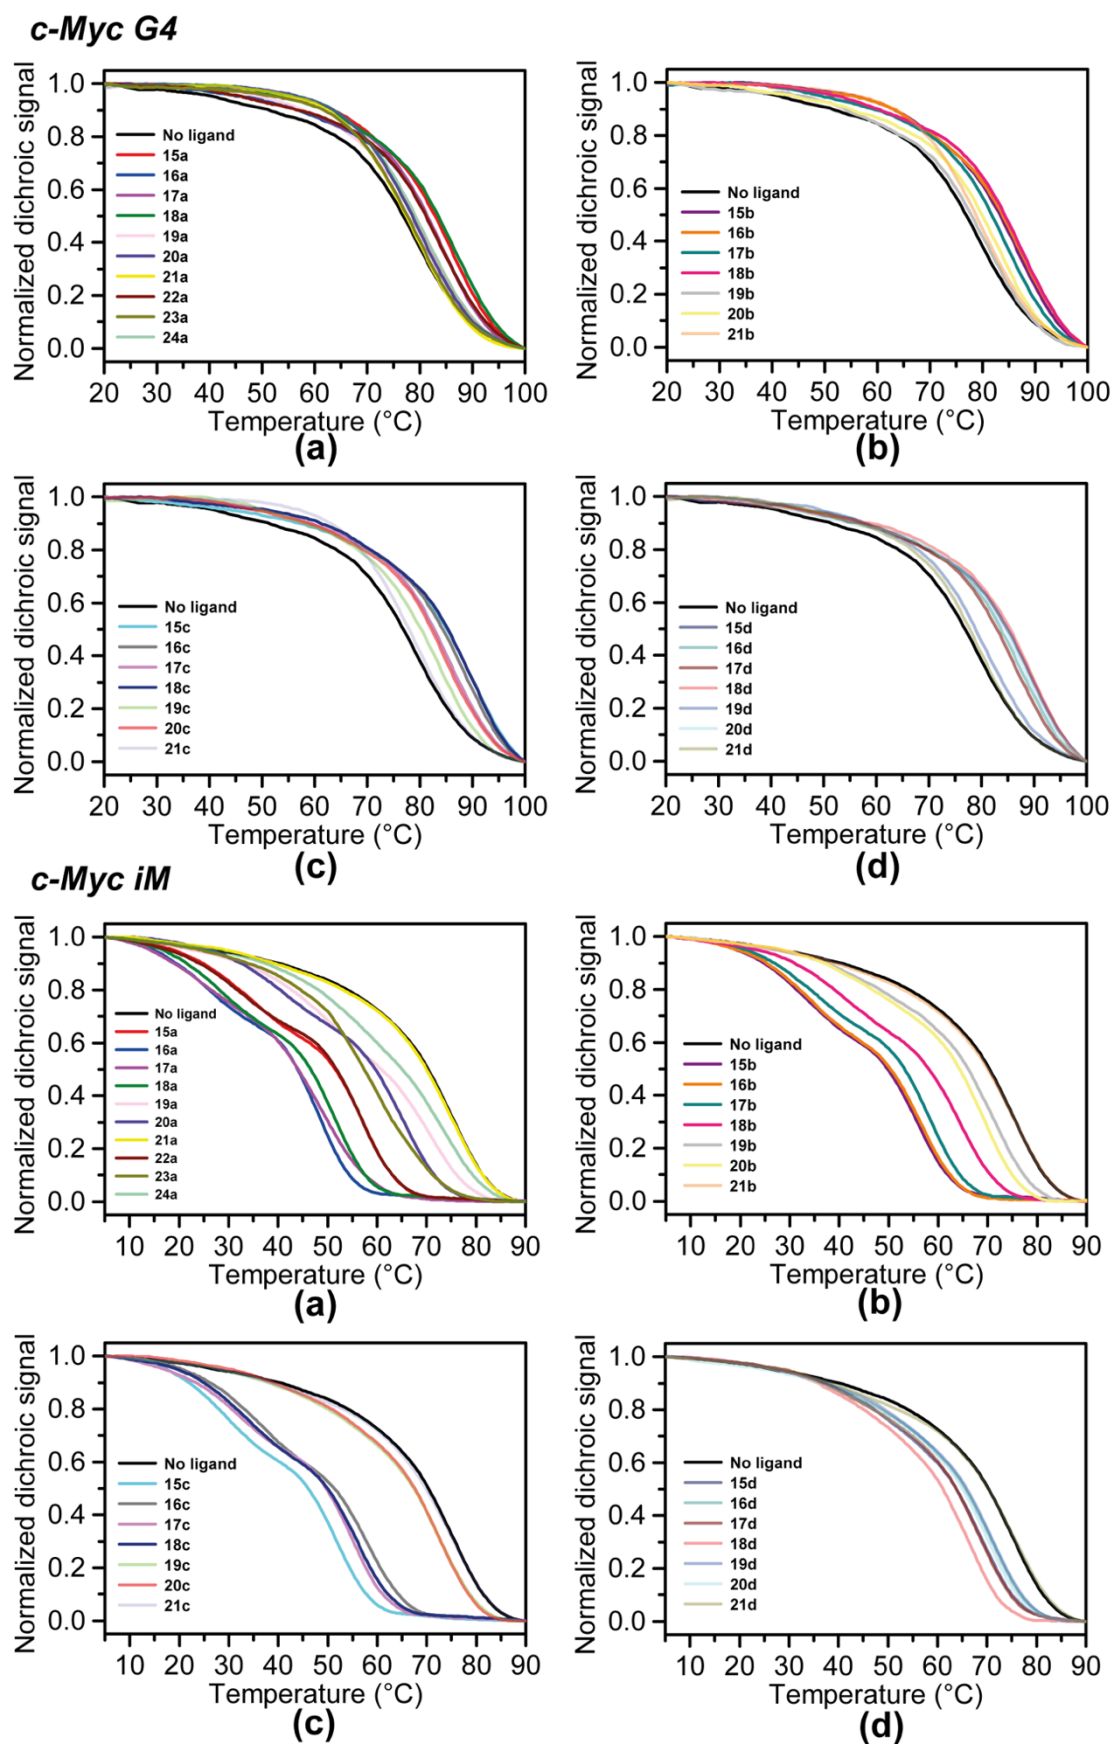 c-Myc G4
Normalized dichroic signal
1.0
0.8
0.6
0.4
0.2
0.0
No ligand
15a
16a
17a
18a
19a
20a
21a
22a
23a
24a
20 30 40 50 60 70 80 90 100
Temperature (°C)
(a)
Normalized dichroic signal
1.0
0.8
0.6
0.4
0.2
0.0
No ligand
15b
16b
17b
18b
19b
20b
21b
20 30 40 50 60 70 80 90 100
Temperature (°C)
(b)
Normalized dichroic signal
1.0
0.8
0.6
0.4
0.2
0.0
No ligand
15c
16c
17c
18c
19c
20c
21c
20 30 40 50 60 70 80 90 100
Temperature (°C)
(c)
Normalized dichroic signal
1.0
0.8
0.6
0.4
0.2
0.0
No ligand
15d
16d
17d
18d
19d
20d
21d
20 30 40 50 60 70 80 90 100
Temperature (°C)
(d)
c-Myc iM
Normalized dichroic signal
1.0
0.8
0.6
0.4
0.2
0.0
No ligand
15a
16a
17a
18a
19a
20a
21a
22a
23a
24a
10 20 30 40 50 60 70 80 90
Temperature (°C)
(a)
Normalized dichroic signal
1.0
0.8
0.6
0.4
0.2
0.0
No ligand
15b
16b
17b
18b
19b
20b
21b
10 20 30 40 50 60 70 80 90
Temperature (°C)
(b)
Normalized dichroic signal
1.0
0.8
0.6
0.4
0.2
0.0
No ligand
15c
16c
17c
18c
19c
20c
21c
10 20 30 40 50 60 70 80 90
Temperature (°C)
(c)
Normalized dichroic signal
1.0
0.8
0.6
0.4
0.2
0.0
No ligand
15d
16d
17d
18d
19d
20d
21d
10 20 30 40 50 60 70 80 90
Temperature (°C)
(d)